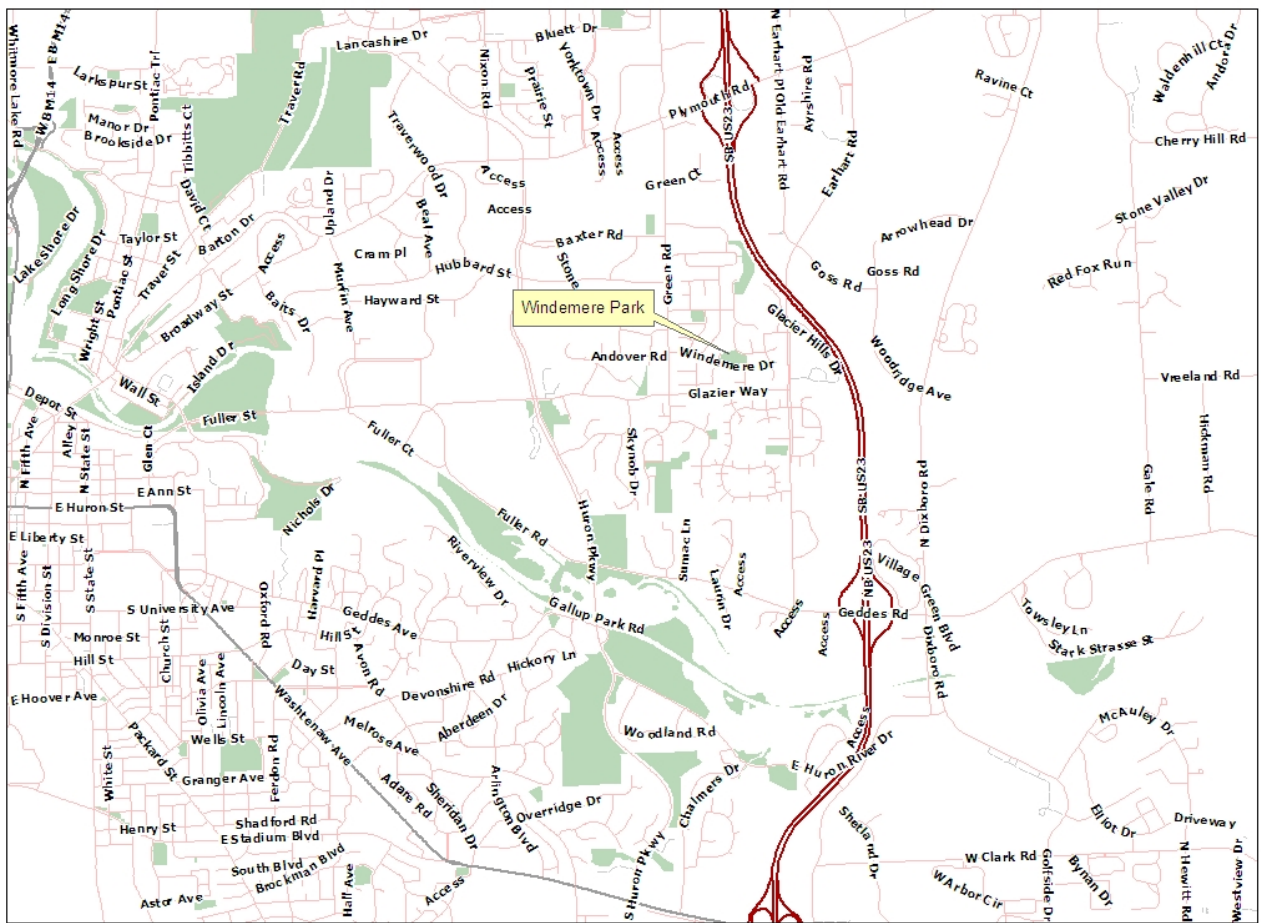 Whitmore Lake Rd
WB M14
EB M14
Larkspur St
Pontiac Trl
Manor Dr
Brookside Dr
Tibbitts Ct
Traver Rd
Lancashire Dr
Nixon Rd
Bluett Dr
Prairie St
Yorktown Dr
Access
Access
Plymouth Rd
SB US23
N Earhart Pl
Old Earhart Rd
Ayrshire Rd
Earhart Rd
Ravine Ct
Waldenhill Ct
Andora Dr
Cherry Hill Rd
Stone Valley Dr
Traverwood Dr
Access
Access
Green Ct
David Ct
Upland Dr
Beal Ave
Lake Shore Dr
Long Shore Dr
Taylor St
Barton Dr
Access
Cram Pl
Baxter Rd
Arrowhead Dr
Pontiac St
Traver St
Murfin Ave
Hubbard St
Stone
Green Rd
Goss Rd
Goss Rd
Red Fox Run
Wright St
Broadway St
Baits Dr
Hayward St
Windemere Park
Glacier Hills Dr
Island Dr
Andover Rd
Windemere Dr
Woodridge Ave
Vreeland Rd
Wall St
Glazier Way
Depot St
Fuller St
Fuller Ct
Skynob Dr
Hickman Rd
N Fifth Ave
Alley
N State St
Glen Ct
E Ann St
Nichols Dr
SB US23
N Dixboro Rd
Gale Rd
E Huron St
Huron Pkwy
Fuller Rd
E Liberty St
Riverview Dr
Sumac Ln
Laurin Dr
Access
NB US23
Village Green Blvd
S Fifth Ave
S Division St
S State St
Harvard Pl
Oxford Rd
S University Ave
Geddes Ave
Gallup Park Rd
Access
Access
Geddes Rd
Towsley Ln
Stark Strasse St
Monroe St
Church St
Hill St
Hill St
Avon Rd
Day St
Hickory Ln
Dixboro Rd
E Hoover Ave
Olivia Ave
Lincoln Ave
Devonshire Rd
Washtenaw Ave
Melrose Ave
Aberdeen Dr
Woodland Rd
Access
McAuley Dr
Packard St
Wells St
White St
Granger Ave
Ferdon Rd
E Huron River Dr
Chalmers Dr
Adare Rd
Sheridan Dr
Arlington Blvd
Overridge Dr
Shetland Dr
Elliot Dr
Driveway
Henry St
Shadford Rd
E Stadium Blvd
South Blvd
Brockman Blvd
S Huron Pkwy
W Clark Rd
Golfside Dr
Bynan Dr
Astor Ave
Hall Ave
Access
W Arbor Cir
N Hewitt Rd
Westview Dr